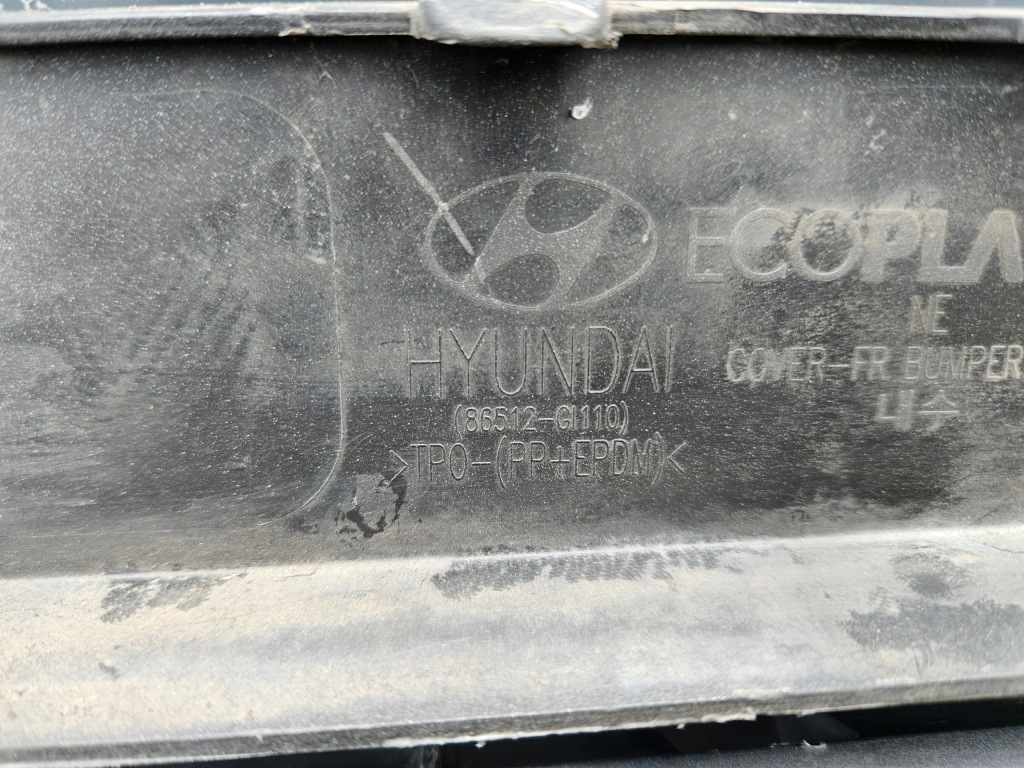 ECOPLA
NE
HYUNDAI
COVER-FR BUMPER
(86512-GI110)
내수
>TPO-(PP+EPDM)<